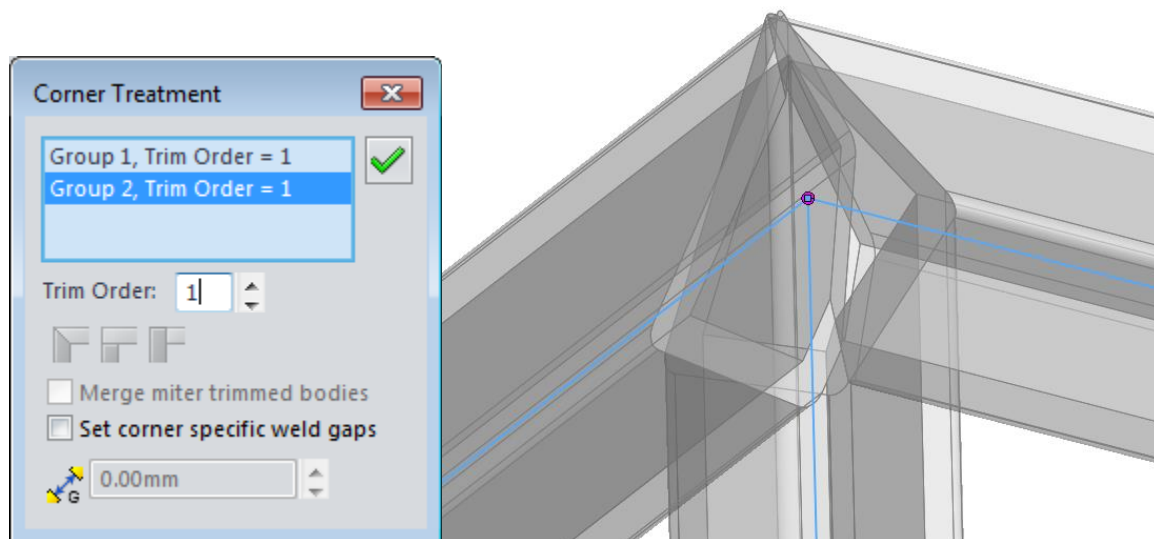 Corner Treatment
Group 1, Trim Order = 1
Group 2, Trim Order = 1
Trim Order: 1
Merge miter trimmed bodies
Set corner specific weld gaps
G 0.00mm